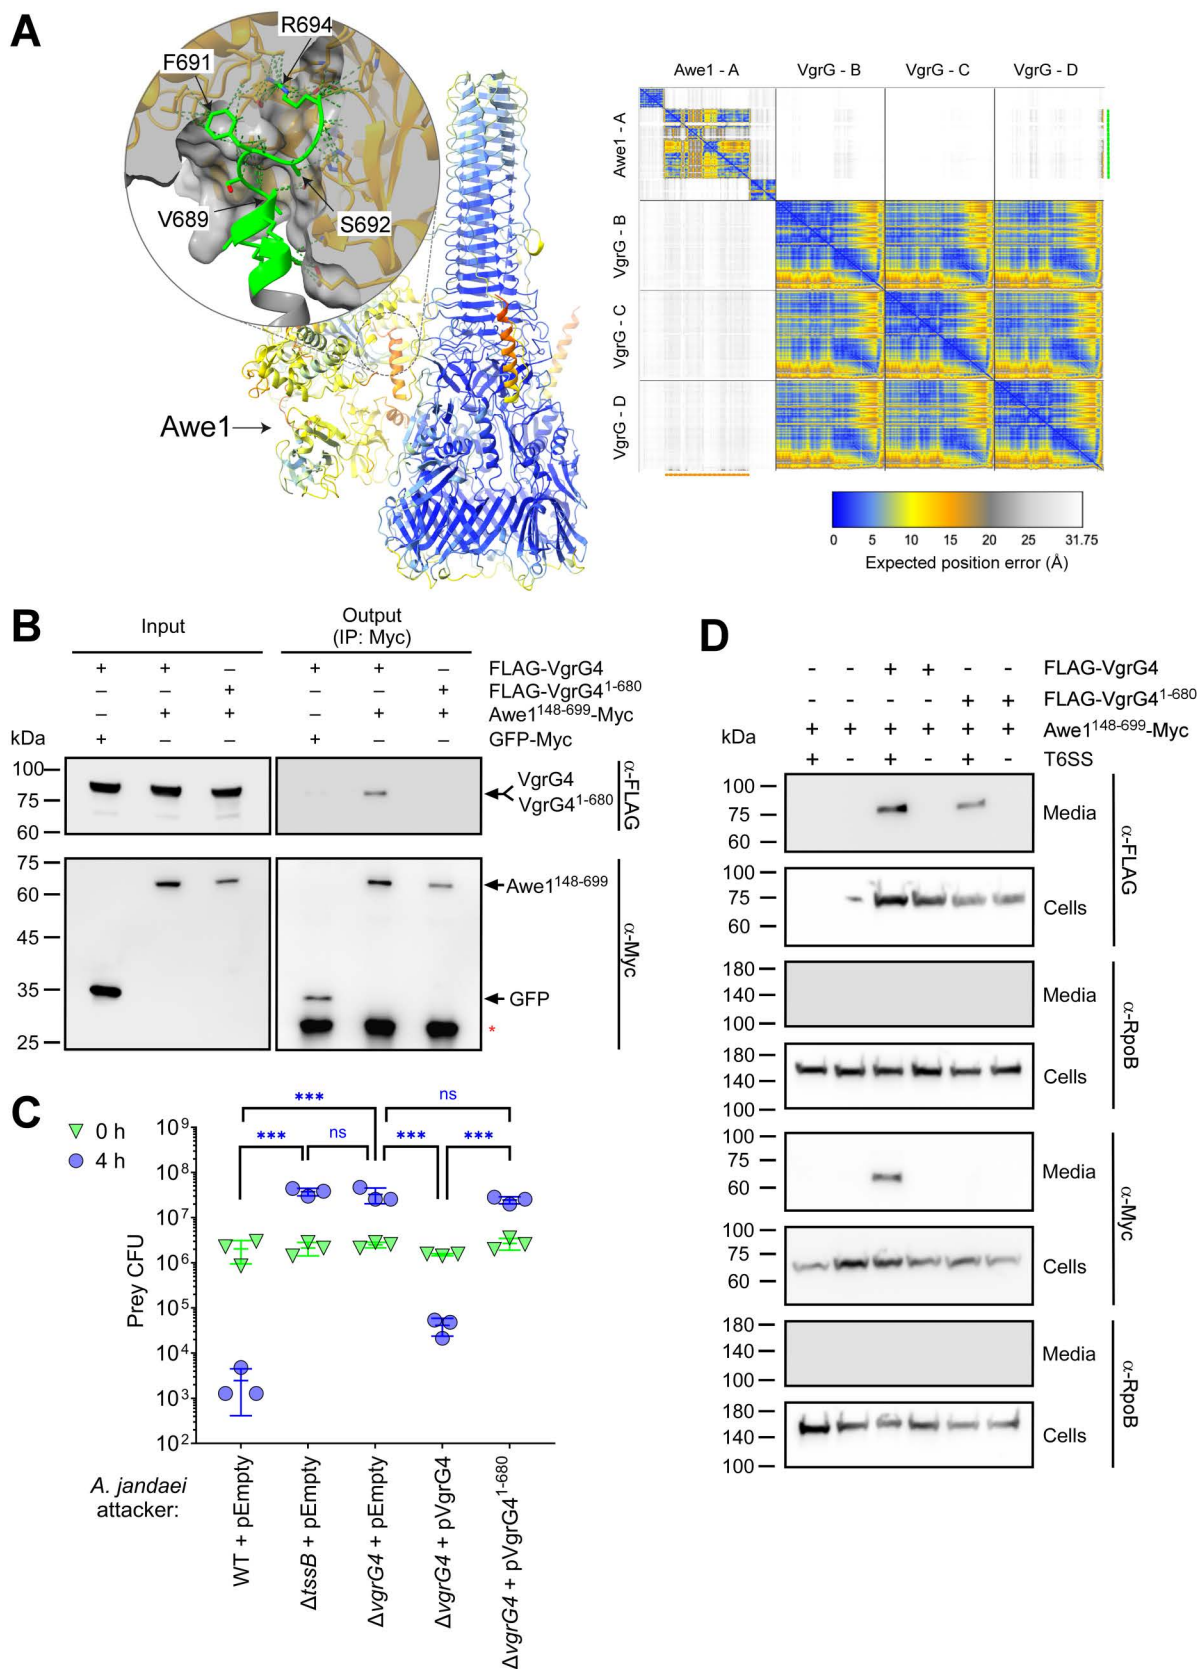 A
R694
F691
V689
S692
Awe1
Awe1 - A
VgrG - B
VgrG - C
VgrG - D
Awe1 - A
VgrG - B
VgrG - C
VgrG - D
0 5 10 15 20 25 31.75
Expected position error (Å)
B
Input
Output
(IP: Myc)
+ + – + + – FLAG-VgrG4
– – + – – + FLAG-VgrG4¹⁻⁶⁸⁰
– + + – + + Awe1¹⁴⁸⁻⁶⁹⁹-Myc
+ – – + – – GFP-Myc
kDa
100
75
60
VgrG4
VgrG4¹⁻⁶⁸⁰
α-FLAG
75
60
45
35
25
Awe1¹⁴⁸⁻⁶⁹⁹
GFP
*
α-Myc
C
0 h
4 h
*** ns
*** ns *** ***
10⁹
10⁸
10⁷
10⁶
10⁵
10⁴
10³
10²
Prey CFU
A. jandaei
attacker:
WT + pEmpty
ΔtssB + pEmpty
ΔvgrG4 + pEmpty
ΔvgrG4 + pVgrG4
ΔvgrG4 + pVgrG4¹⁻⁶⁸⁰
D
- - + + - - FLAG-VgrG4
- - - - + + FLAG-VgrG4¹⁻⁶⁸⁰
+ + + + + + Awe1¹⁴⁸⁻⁶⁹⁹-Myc
+ - + - + - T6SS
kDa
100
75
60
Media
100
75
60
Cells
α-FLAG
180
140
100
Media
180
140
100
Cells
α-RpoB
100
75
60
Media
100
75
60
Cells
α-Myc
180
140
100
Media
180
140
100
Cells
α-RpoB